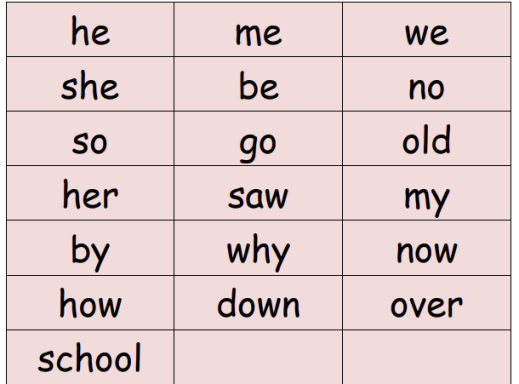 he me we
she be no
so go old
her saw my
by why now
how down over
school